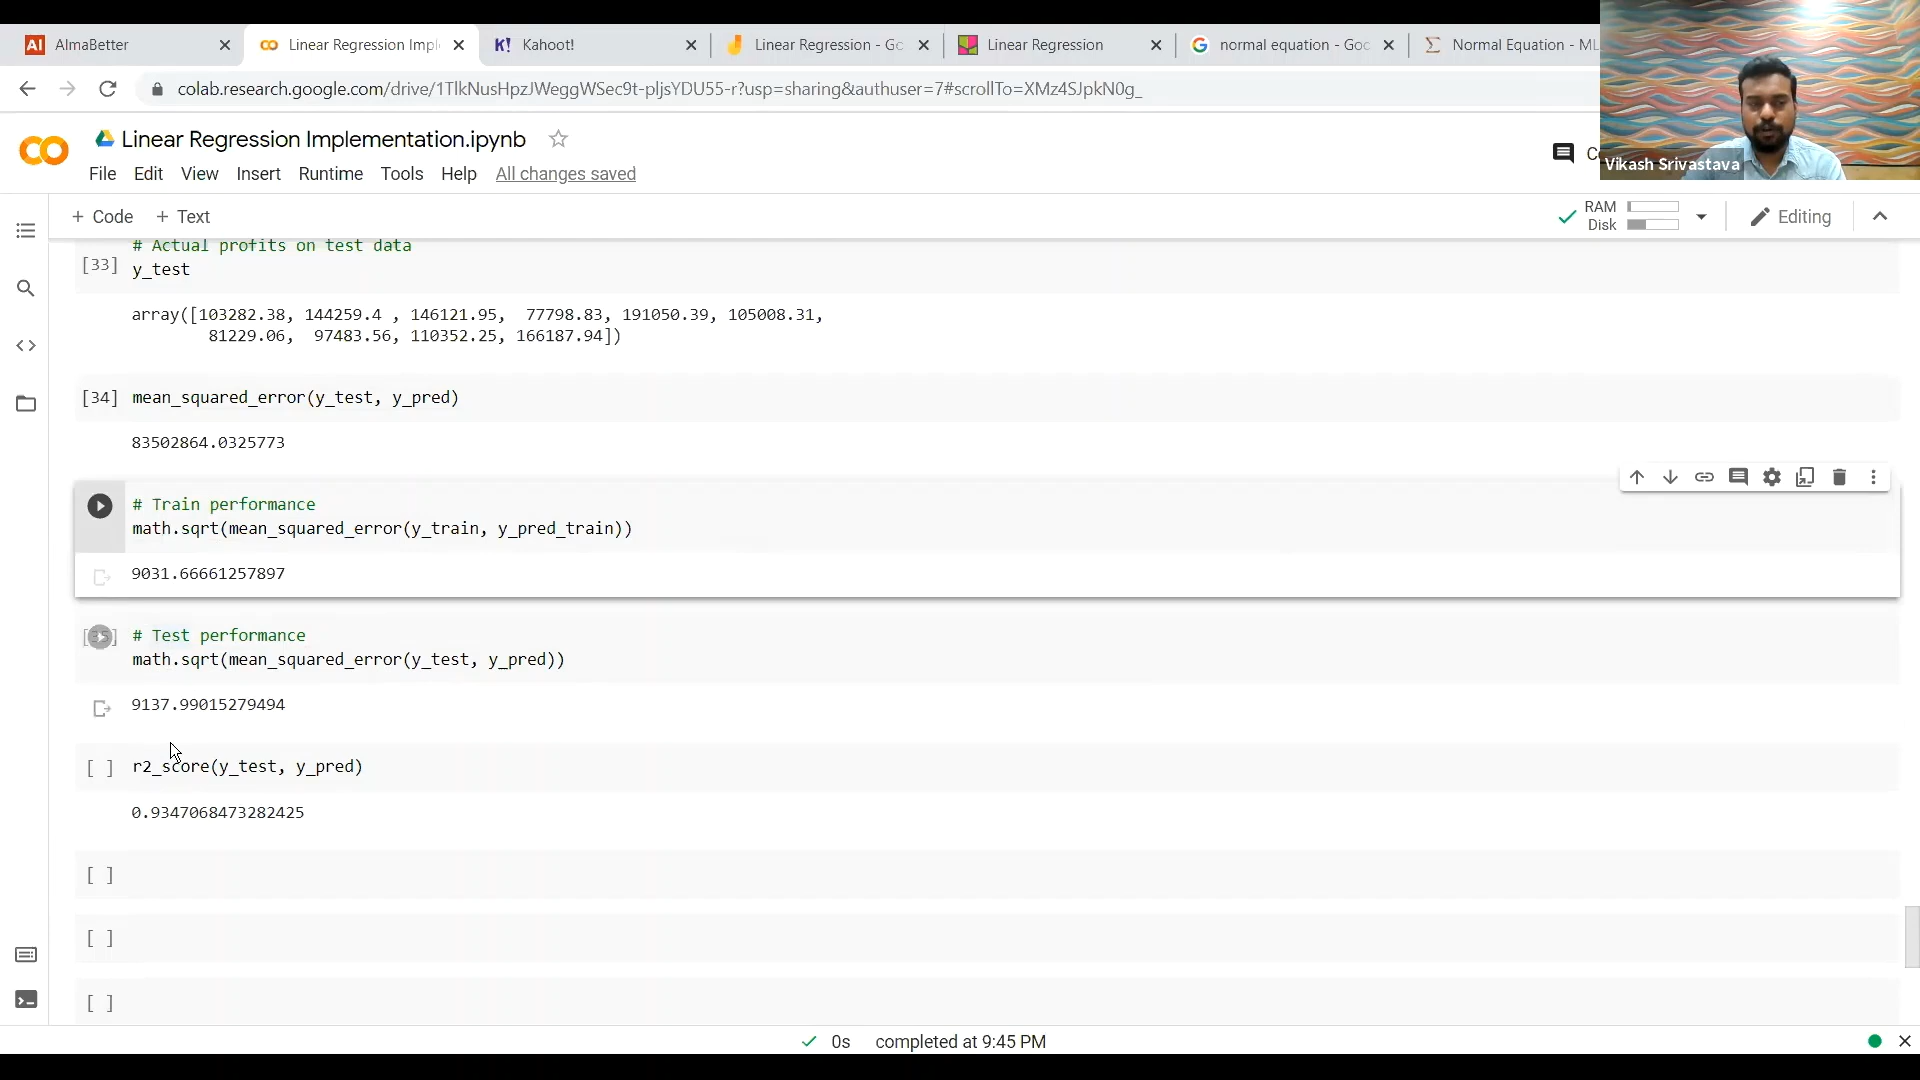 AlmaBetter
Linear Regression Impl
Kahoot!
Linear Regression - Go
Linear Regression
normal equation - Goo
Normal Equation - ML
colab.research.google.com/drive/1TlkNusHpzJWeggWSec9t-pljsYDU55-r?usp=sharing&authuser=7#scrollTo=XMz4SJpkN0g_
Linear Regression Implementation.ipynb
File Edit View Insert Runtime Tools Help All changes saved
Vikash Srivastava
+ Code + Text
RAM
Disk
Editing
# Actual profits on test data
[33] y_test
array([103282.38, 144259.4 , 146121.95,  77798.83, 191050.39, 105008.31,
81229.06,  97483.56, 110352.25, 166187.94])
[34] mean_squared_error(y_test, y_pred)
83502864.0325773
# Train performance
math.sqrt(mean_squared_error(y_train, y_pred_train))
9031.66661257897
[35] # Test performance
math.sqrt(mean_squared_error(y_test, y_pred))
9137.99015279494
[ ] r2_score(y_test, y_pred)
0.9347068473282425
[ ]
[ ]
[ ]
0s completed at 9:45 PM